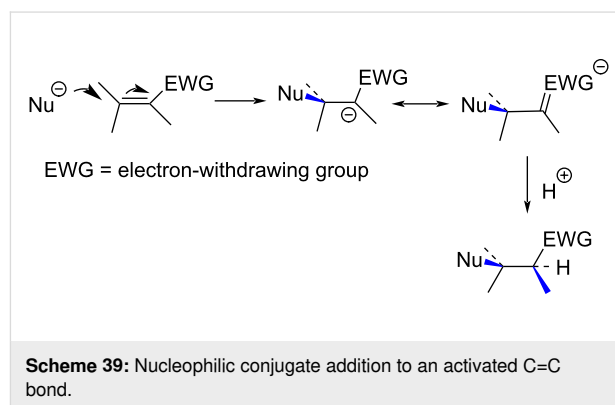 EWG
EWG
EWG ⊖
Nu ⊖
Nu
⊖
Nu
EWG = electron-withdrawing group
H ⊕
EWG
Nu
H
Scheme 39: Nucleophilic conjugate addition to an activated C=C
bond.